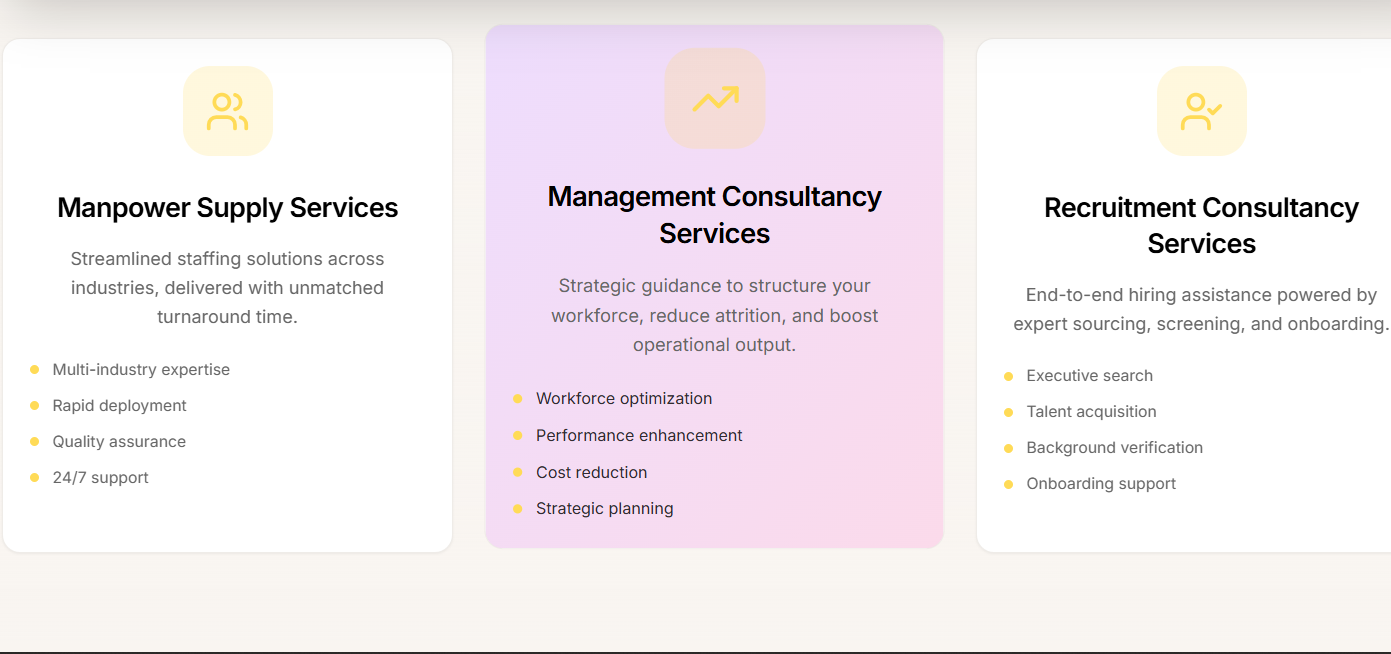 Manpower Supply Services
Streamlined staffing solutions across
industries, delivered with unmatched
turnaround time.
Multi-industry expertise
Rapid deployment
Quality assurance
24/7 support
Management Consultancy
Services
Strategic guidance to structure your
workforce, reduce attrition, and boost
operational output.
Workforce optimization
Performance enhancement
Cost reduction
Strategic planning
Recruitment Consultancy
Services
End-to-end hiring assistance powered by
expert sourcing, screening, and onboarding.
Executive search
Talent acquisition
Background verification
Onboarding support